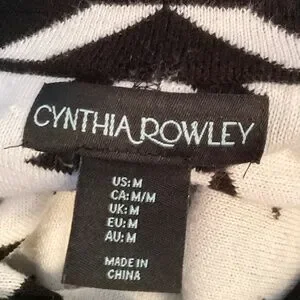 CYNTHIA ROWLEY
US: M
CA: M/M
UK: M
EU: M
AU: M
MADE IN
CHINA